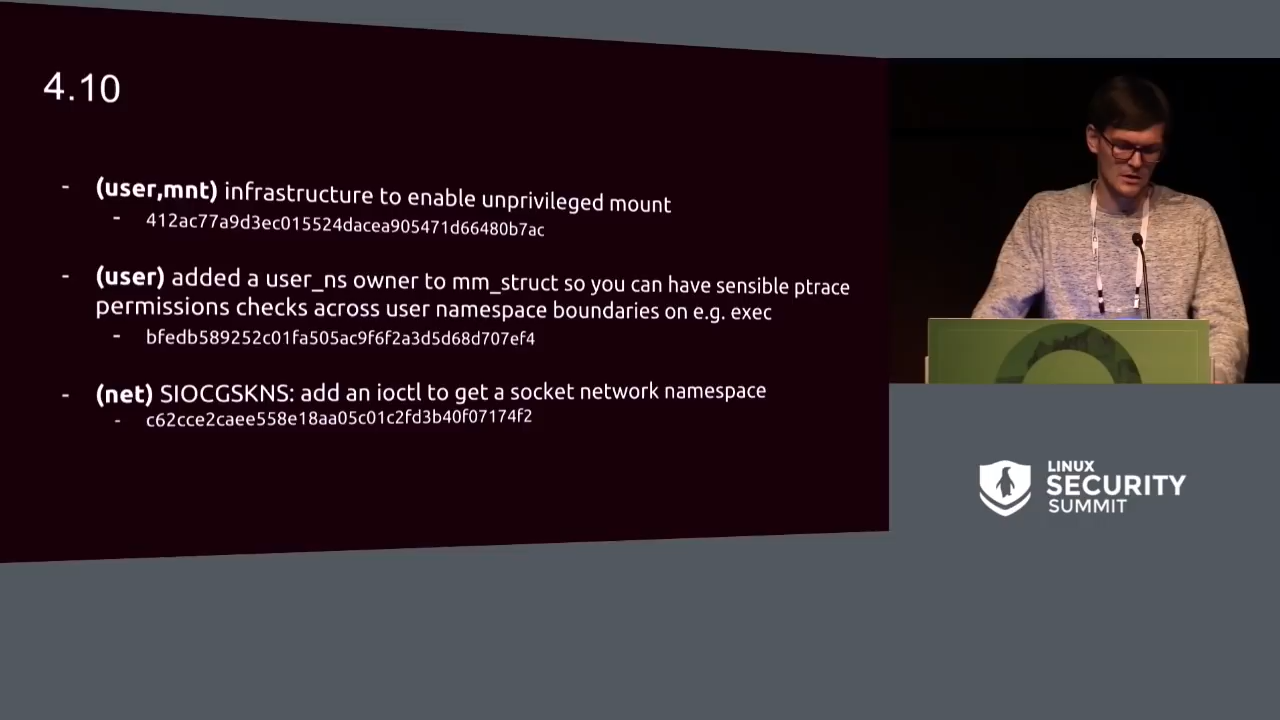 4.10
- (user,mnt) infrastructure to enable unprivileged mount
- 412ac77a9d3ec015524dacea905471d66480b7ac
- (user) added a user_ns owner to mm_struct so you can have sensible ptrace
permissions checks across user namespace boundaries on e.g. exec
- bfedb589252c01fa505ac9f6f2a3d5d68d707ef4
- (net) SIOCGSKNS: add an ioctl to get a socket network namespace
- c62cce2caee558e18aa05c01c2fd3b40f07174f2
LINUX
SECURITY
SUMMIT